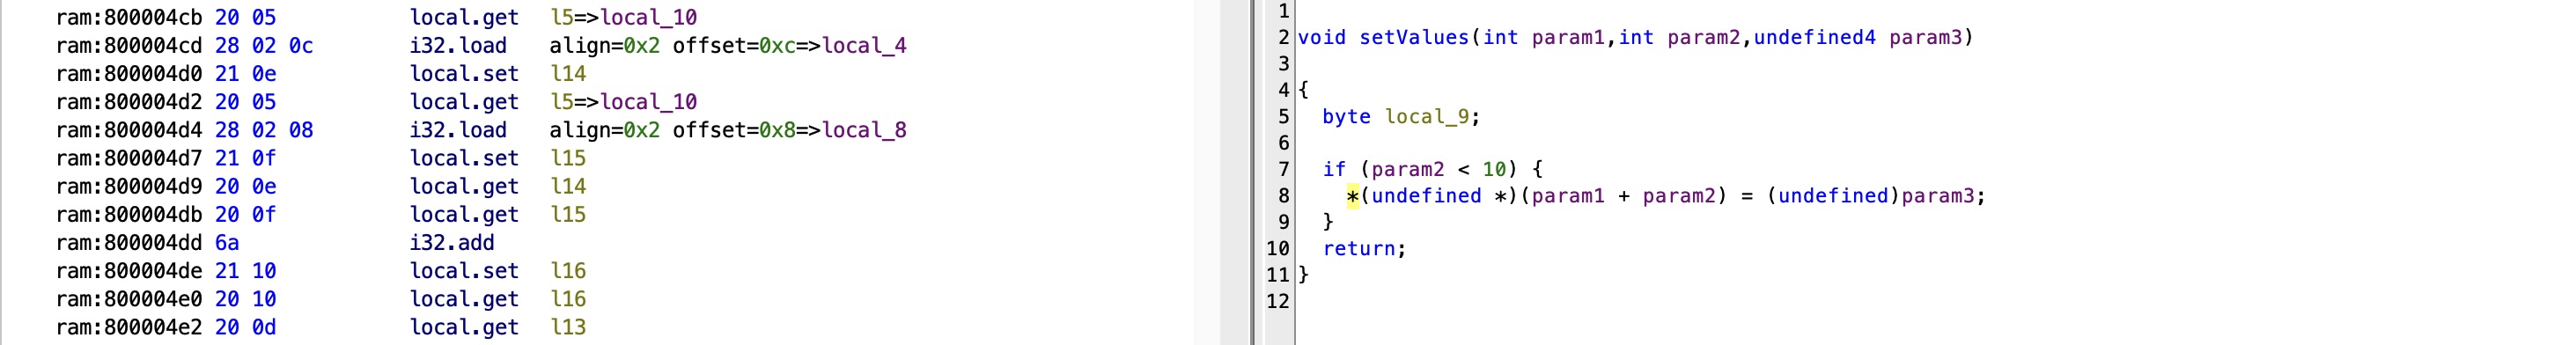 ram:800004cb 20 05 local.get l5=>local_10
ram:800004cd 28 02 0c i32.load align=0x2 offset=0xc=>local_4
ram:800004d0 21 0e local.set l14
ram:800004d2 20 05 local.get l5=>local_10
ram:800004d4 28 02 08 i32.load align=0x2 offset=0x8=>local_8
ram:800004d7 21 0f local.set l15
ram:800004d9 20 0e local.get l14
ram:800004db 20 0f local.get l15
ram:800004dd 6a i32.add
ram:800004de 21 10 local.set l16
ram:800004e0 20 10 local.get l16
ram:800004e2 20 0d local.get l13
1
2 void setValues(int param1,int param2,undefined4 param3)
3
4 {
5   byte local_9;
6
7   if (param2 < 10) {
8     *(undefined *)(param1 + param2) = (undefined)param3;
9   }
10   return;
11 }
12